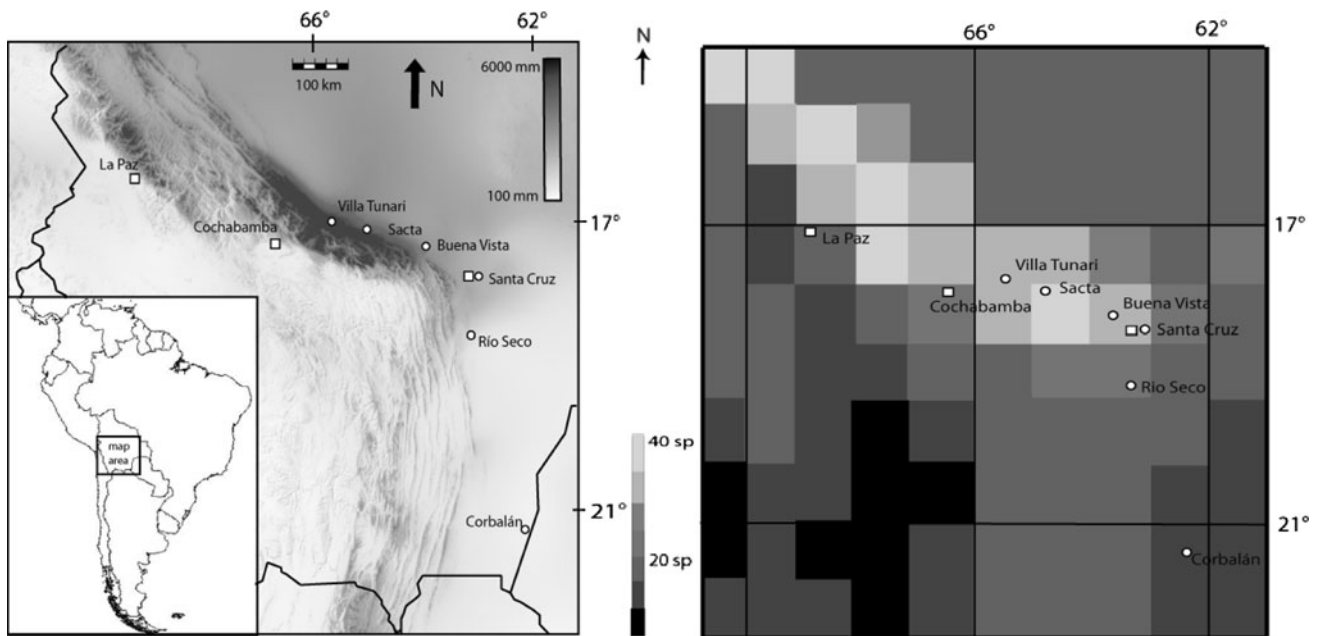 66°
62°
6000 mm
100 km
N
100 mm
La Paz
Villa Tunari
Sacta
17°
Cochabamba
Buena Vista
Santa Cruz
Río Seco
map
area
Corbalán
21°
N
66°
62°
17°
La Paz
Villa Tunari
Sacta
Cochabamba
Buena Vista
Santa Cruz
Rio Seco
40 sp
20 sp
21°
Corbalán